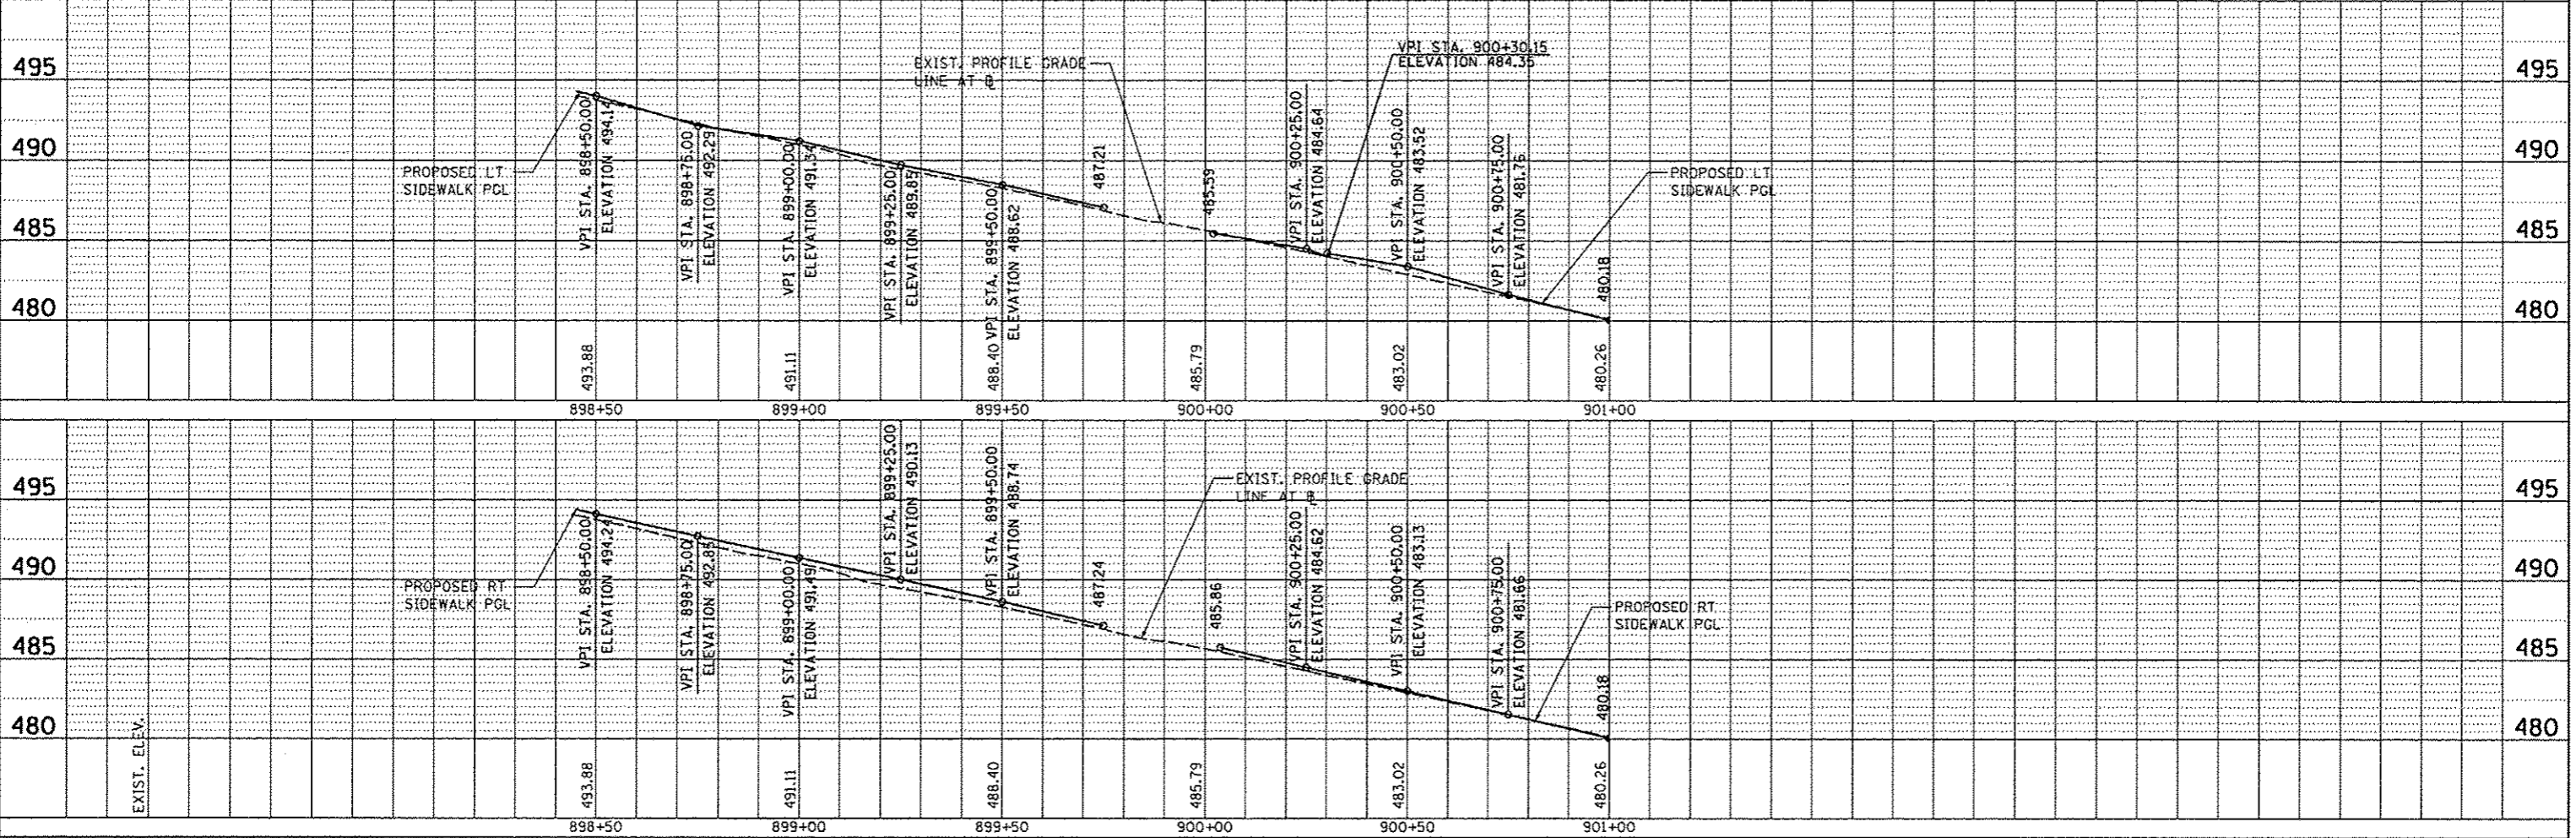 495
490
485
480
495
490
485
480
EXIST. PROFILE GRADE
LINE AT ℄
VPI STA. 900+30.15
ELEVATION 484.35
PROPOSED LT
SIDEWALK PGL
VPI STA. 898+50.00
ELEVATION 494.14
VPI STA. 898+75.00
ELEVATION 492.29
VPI STA. 899+00.00
ELEVATION 491.34
VPI STA. 899+25.00
ELEVATION 489.85
VPI STA. 899+50.00
ELEVATION 488.62
487.21
485.59
VPI STA. 900+25.00
ELEVATION 484.64
VPI STA. 900+50.00
ELEVATION 483.52
VPI STA. 900+75.00
ELEVATION 481.76
480.18
PROPOSED LT
SIDEWALK PGL
493.88
491.11
488.40
485.79
483.02
480.26
898+50
899+00
899+50
900+00
900+50
901+00
495
490
485
480
495
490
485
480
EXIST. PROFILE GRADE
LINE AT ℄
PROPOSED RT
SIDEWALK PGL
VPI STA. 898+50.00
ELEVATION 494.24
VPI STA. 898+75.00
ELEVATION 492.85
VPI STA. 899+00.00
ELEVATION 491.49
VPI STA. 899+25.00
ELEVATION 490.13
VPI STA. 899+50.00
ELEVATION 488.74
487.24
485.86
VPI STA. 900+25.00
ELEVATION 484.62
VPI STA. 900+50.00
ELEVATION 483.13
VPI STA. 900+75.00
ELEVATION 481.66
480.18
PROPOSED RT
SIDEWALK PGL
EXIST. ELEV.
493.88
491.11
488.40
485.79
483.02
480.26
898+50
899+00
899+50
900+00
900+50
901+00